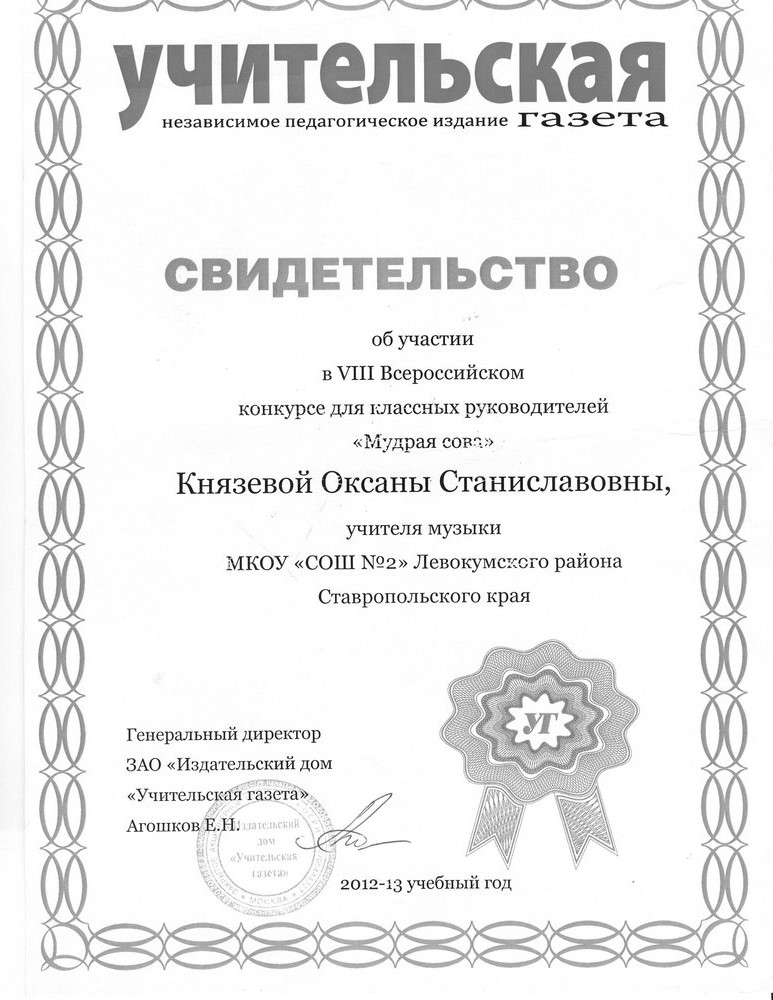 учительская
независимое педагогическое издание газета
СВИДЕТЕЛЬСТВО
об участии
в VIII Всероссийском
конкурсе для классных руководителей
«Мудрая сова»
Князевой Оксаны Станиславовны,
учителя музыки
МКОУ «СОШ №2» Левокумского района
Ставропольского края
УГ
Генеральный директор
ЗАО «Издательский дом
«Учительская газета»
Агошков Е.Н.
Издательский
дом
«Учительская
газета»
МОСКВА
2012-13 учебный год